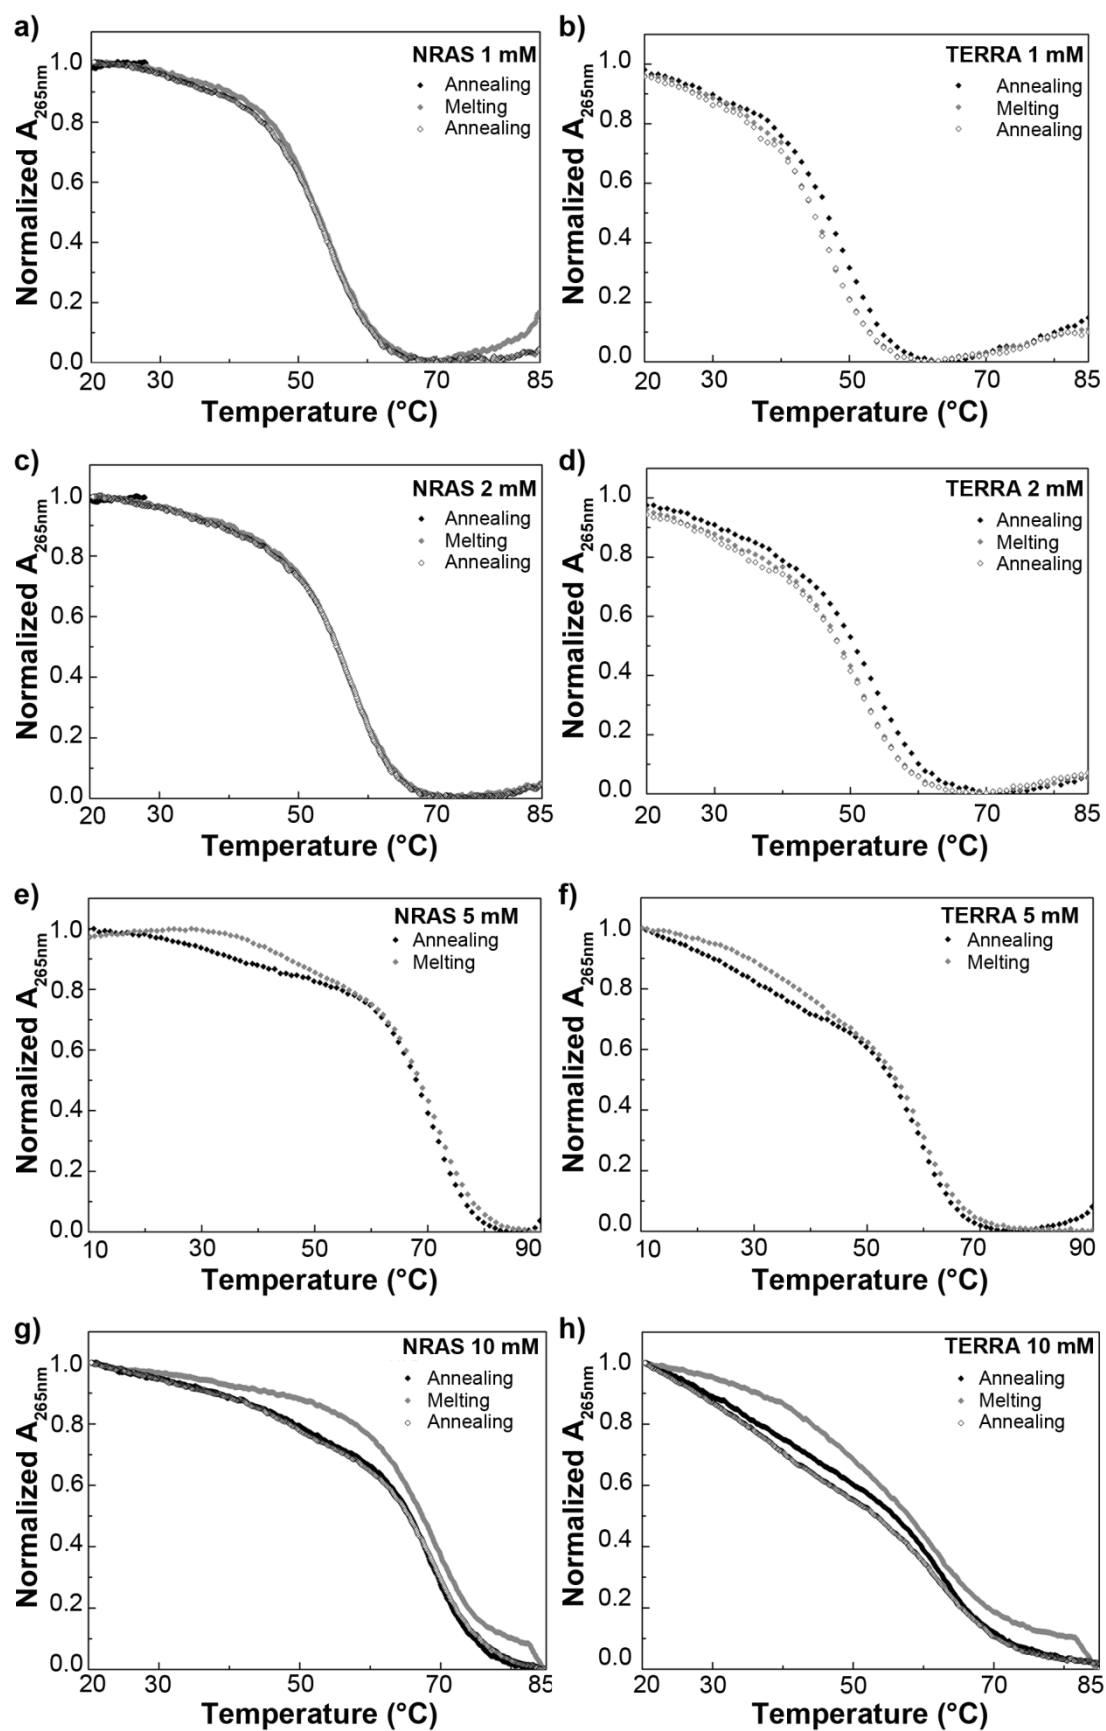 a)
NRAS 1 mM
Annealing
Melting
Annealing
Normalized A265nm
1.0
0.8
0.6
0.4
0.2
0.0
20 30 50 70 85
Temperature (°C)
b)
TERRA 1 mM
Annealing
Melting
Annealing
Normalized A265nm
1.0
0.8
0.6
0.4
0.2
0.0
20 30 50 70 85
Temperature (°C)
c)
NRAS 2 mM
Annealing
Melting
Annealing
Normalized A265nm
1.0
0.8
0.6
0.4
0.2
0.0
20 30 50 70 85
Temperature (°C)
d)
TERRA 2 mM
Annealing
Melting
Annealing
Normalized A265nm
1.0
0.8
0.6
0.4
0.2
0.0
20 30 50 70 85
Temperature (°C)
e)
NRAS 5 mM
Annealing
Melting
Normalized A265nm
1.0
0.8
0.6
0.4
0.2
0.0
10 30 50 70 90
Temperature (°C)
f)
TERRA 5 mM
Annealing
Melting
Normalized A265nm
1.0
0.8
0.6
0.4
0.2
0.0
10 30 50 70 90
Temperature (°C)
g)
NRAS 10 mM
Annealing
Melting
Annealing
Normalized A265nm
1.0
0.8
0.6
0.4
0.2
0.0
20 30 50 70 85
Temperature (°C)
h)
TERRA 10 mM
Annealing
Melting
Annealing
Normalized A265nm
1.0
0.8
0.6
0.4
0.2
0.0
20 30 50 70 85
Temperature (°C)